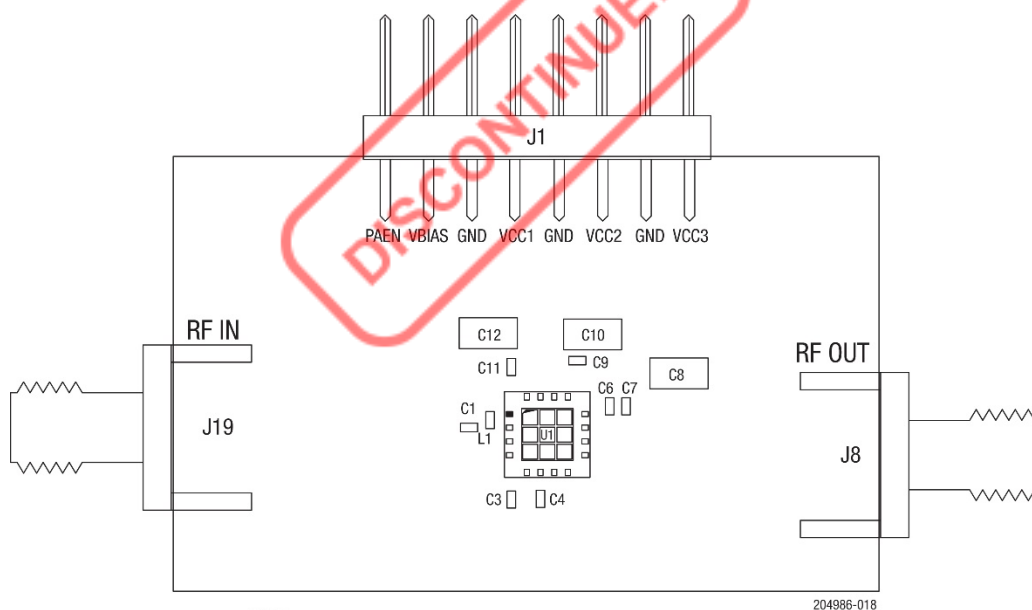 DISCONTINUE
J1
PAEN VBIAS GND VCC1 GND VCC2 GND VCC3
RF IN
J19
C12
C10
C11
C9
C8
C6 C7
C1
L1
U1
C3
C4
RF OUT
J8
204986-018